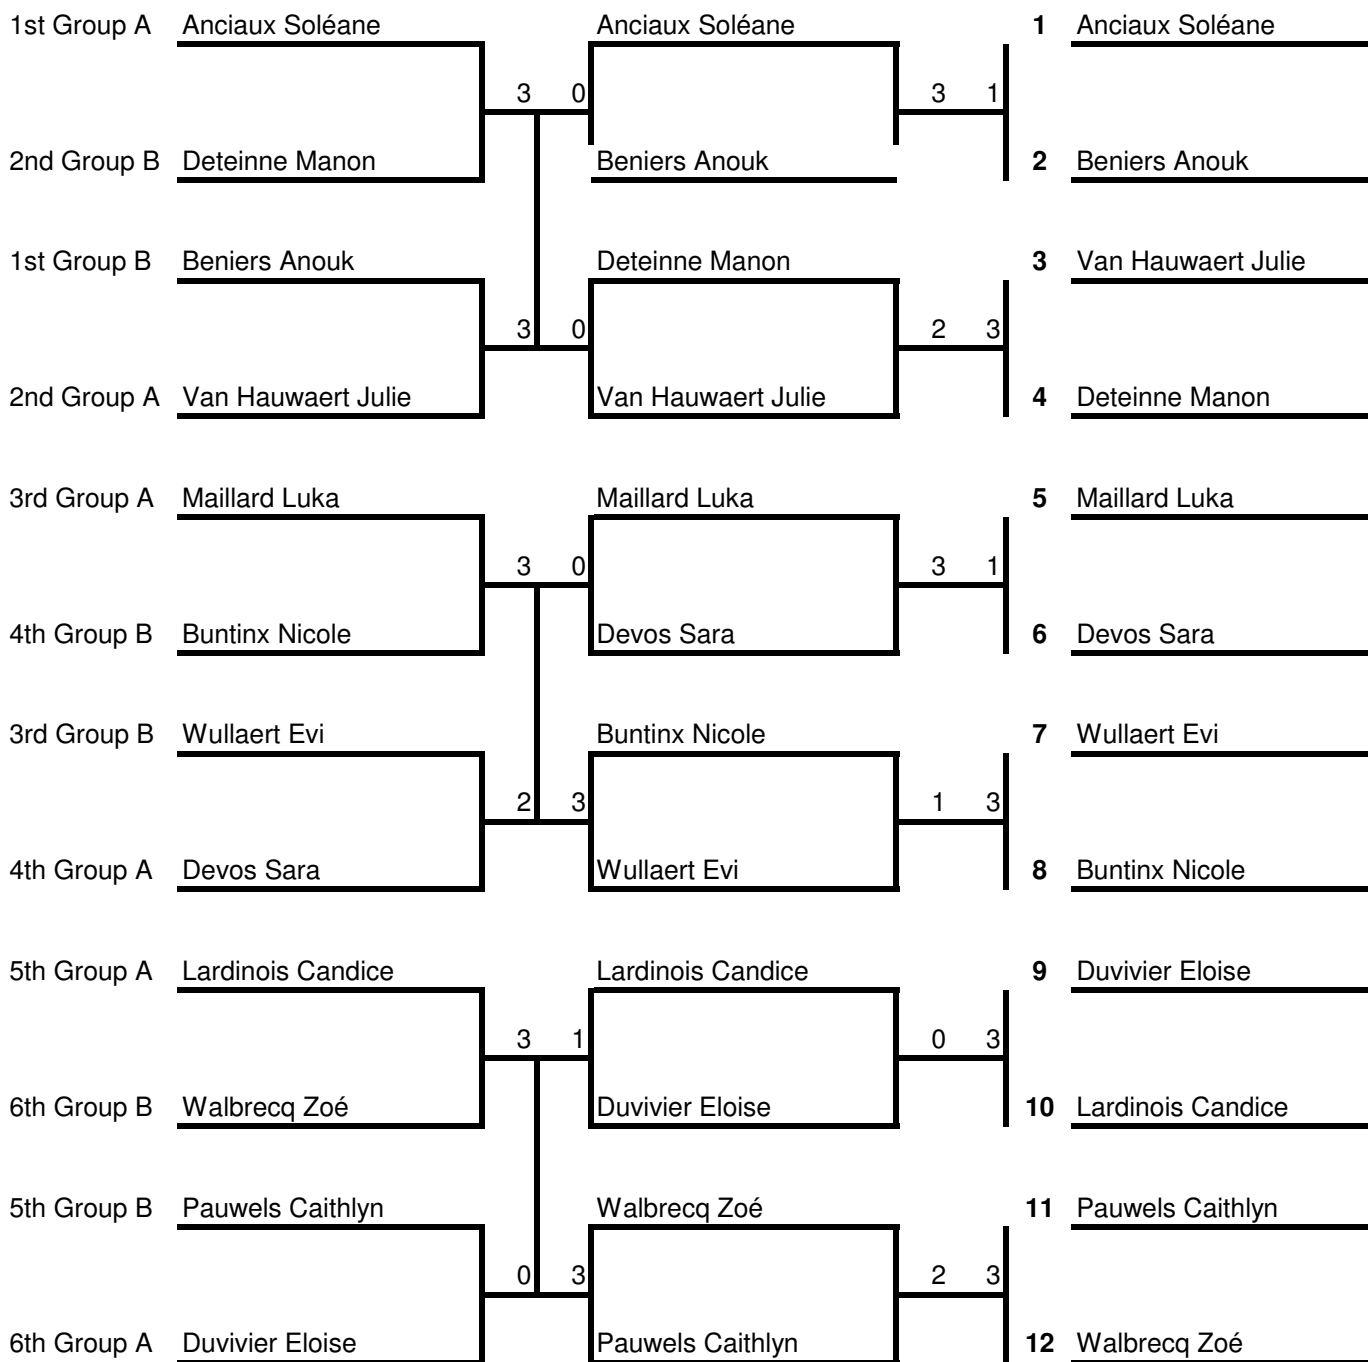 1st Group A Anciaux Soléane Anciaux Soléane 1 Anciaux Soléane
3 0 3 1
2nd Group B Deteinne Manon Beniers Anouk 2 Beniers Anouk
1st Group B Beniers Anouk Deteinne Manon 3 Van Hauwaert Julie
3 0 2 3
2nd Group A Van Hauwaert Julie Van Hauwaert Julie 4 Deteinne Manon
3rd Group A Maillard Luka Maillard Luka 5 Maillard Luka
3 0 3 1
4th Group B Buntinx Nicole Devos Sara 6 Devos Sara
3rd Group B Wullaert Evi Buntinx Nicole 7 Wullaert Evi
2 3 1 3
4th Group A Devos Sara Wullaert Evi 8 Buntinx Nicole
5th Group A Lardinois Candice Lardinois Candice 9 Duvivier Eloise
3 1 0 3
6th Group B Walbrecq Zoé Duvivier Eloise 10 Lardinois Candice
5th Group B Pauwels Caithlyn Walbrecq Zoé 11 Pauwels Caithlyn
0 3 2 3
6th Group A Duvivier Eloise Pauwels Caithlyn 12 Walbrecq Zoé